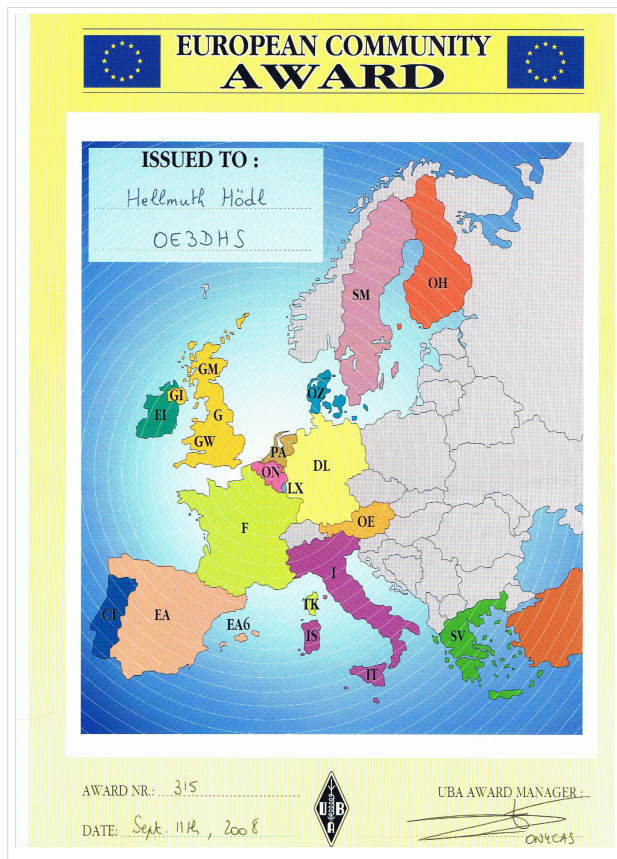 EUROPEAN COMMUNITY
AWARD
ISSUED TO :
Hellmuth Hödl
OE3DHS
OH
SM
GM
GI
OZ
EI
G
GW
PA
ON
DL
LX
OE
F
I
TK
CT
EA
EA6
IS
SV
IT
AWARD NR.: 315
UBA AWARD MANAGER :
DATE: Sept. 11th, 2008
UBA
ON4CAS